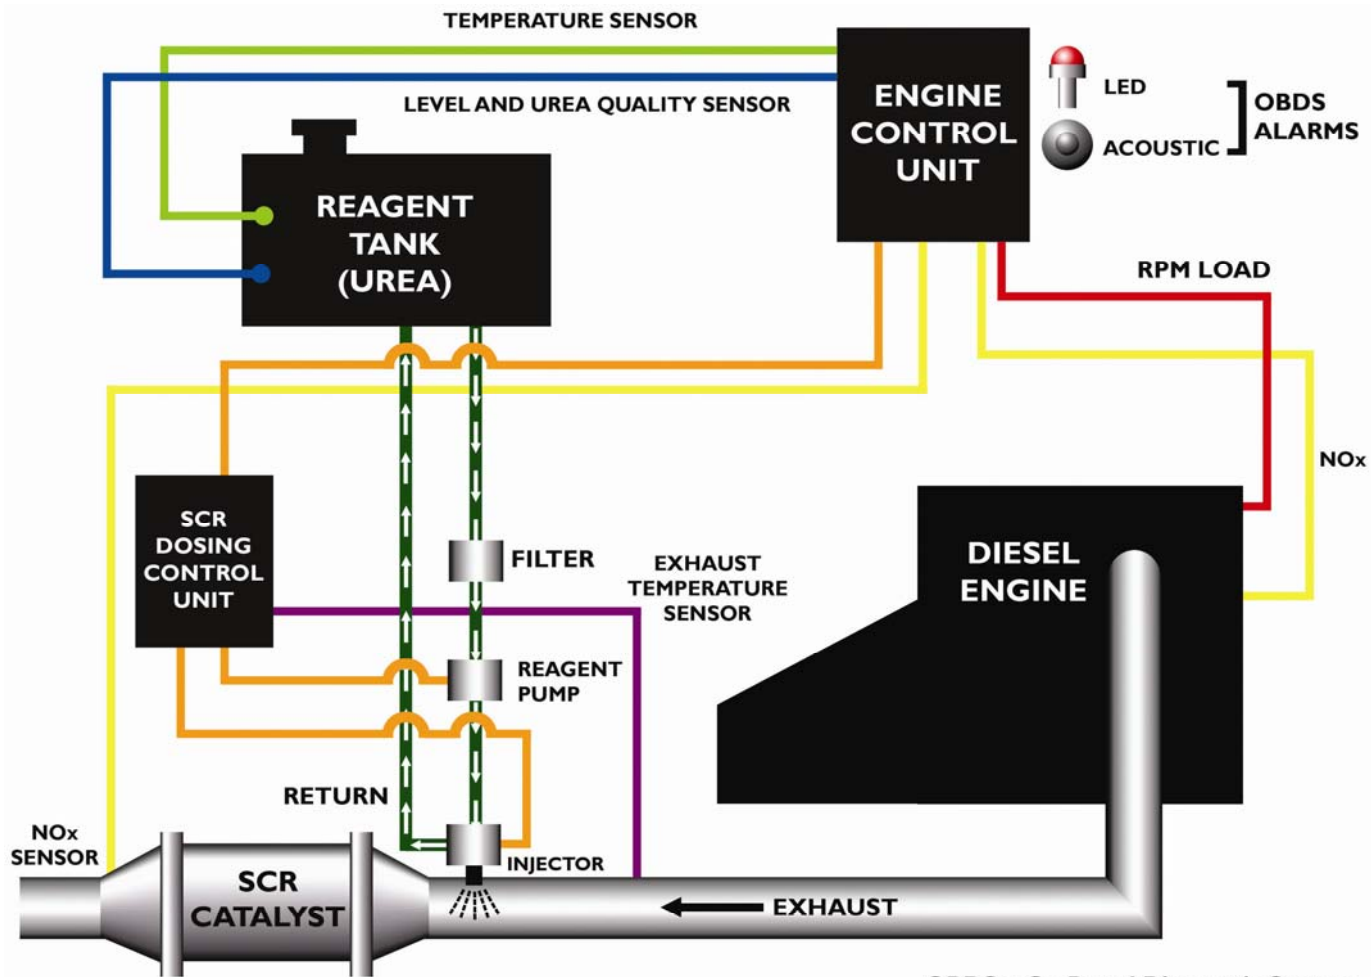 TEMPERATURE SENSOR
LEVEL AND UREA QUALITY SENSOR
ENGINE
CONTROL
UNIT
LED
ACOUSTIC
OBDS
ALARMS
REAGENT
TANK
(UREA)
RPM LOAD
NOx
SCR
DOSING
CONTROL
UNIT
FILTER
EXHAUST
TEMPERATURE
SENSOR
DIESEL
ENGINE
REAGENT
PUMP
RETURN
NOx
SENSOR
INJECTOR
SCR
CATALYST
EXHAUST